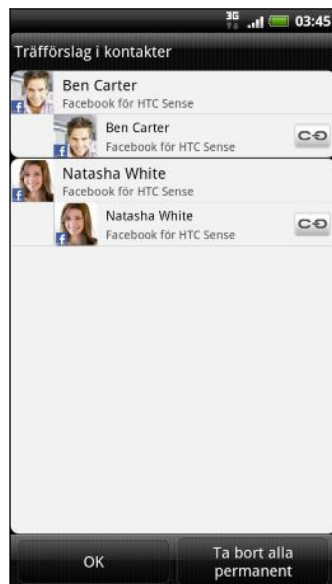 3G 03:45
Träfförslag i kontakter
Ben Carter
Facebook för HTC Sense
Ben Carter
Facebook för HTC Sense
Natasha White
Facebook för HTC Sense
Natasha White
Facebook för HTC Sense
OK
Ta bort alla
permanent